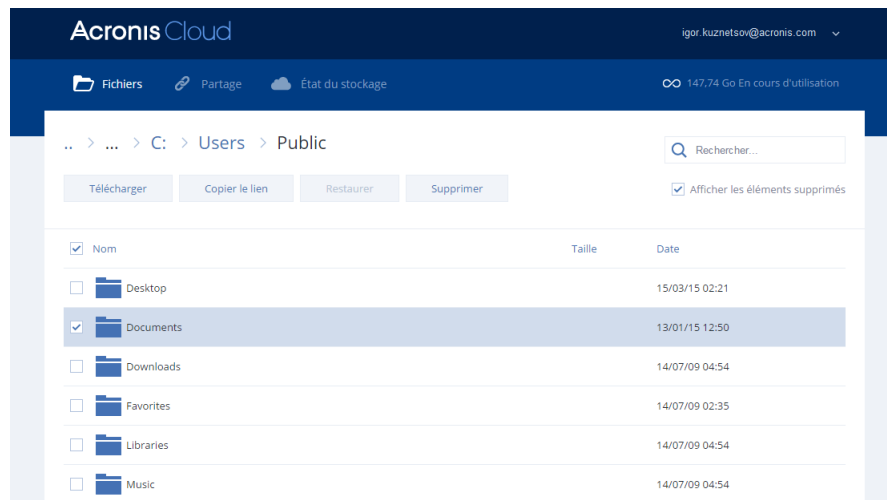 Acronis Cloud
igor.kuznetsov@acronis.com
Fichiers Partage État du stockage 147,74 Go En cours d'utilisation
.. > ... > C: > Users > Public
Rechercher...
Télécharger Copier le lien Restaurer Supprimer
Afficher les éléments supprimés
Nom Taille Date
Desktop 15/03/15 02:21
Documents 13/01/15 12:50
Downloads 14/07/09 04:54
Favorites 14/07/09 02:35
Libraries 14/07/09 04:54
Music 14/07/09 04:54